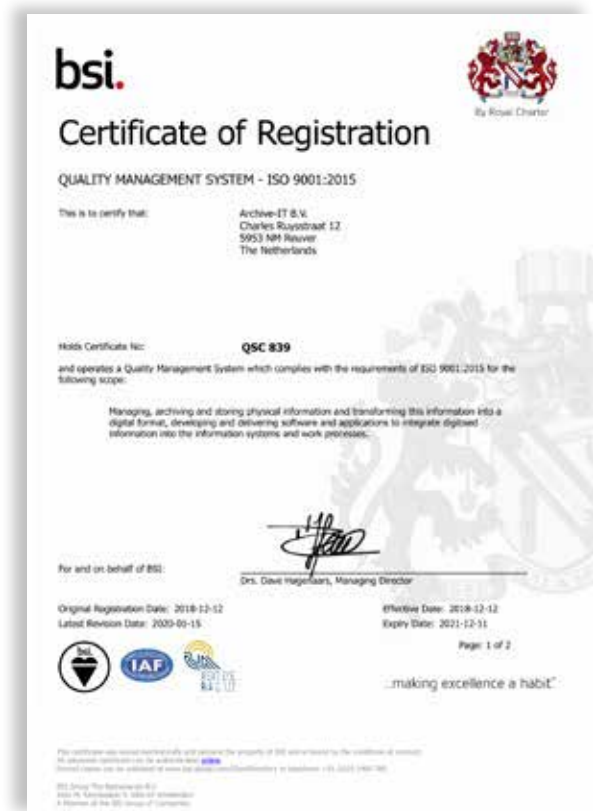 bsi.
By Royal Charter
Certificate of Registration
QUALITY MANAGEMENT SYSTEM - ISO 9001:2015
This is to certify that:
Archive-IT B.V.
Charles Ruysstraat 12
5953 NM Reuver
The Netherlands
Holds Certificate No:
QSC 839
and operates a Quality Management System which complies with the requirements of ISO 9001:2015 for the
following scope:
Managing, archiving and storing physical information and transforming this information into a
digital format, developing and delivering software and applications to integrate digitised
information into the information systems and work processes.
For and on behalf of BSI:
Drs. Dave Hagenaars, Managing Director
Original Registration Date: 2018-12-12
Effective Date: 2018-12-12
Latest Revision Date: 2020-01-15
Expiry Date: 2021-12-11
Page: 1 of 2
bsi.
IAF
...making excellence a habit.™